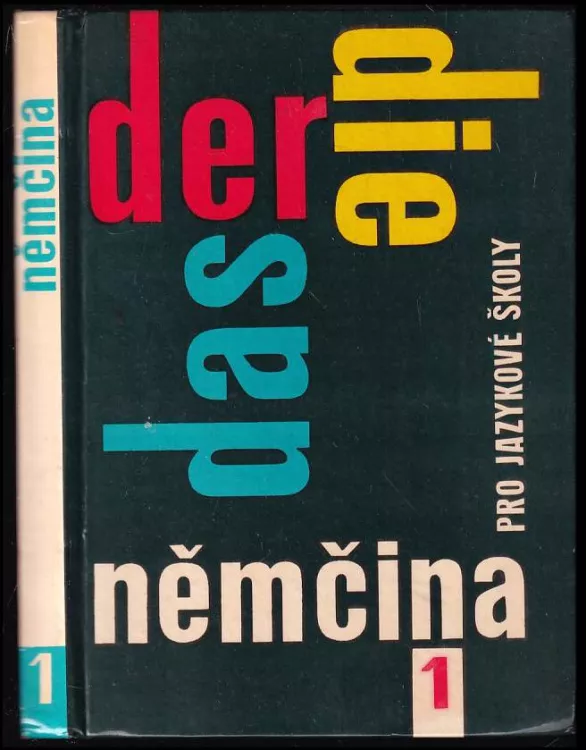 němčina
1
der
die
das
PRO JAZYKOVÉ ŠKOLY
němčina
1